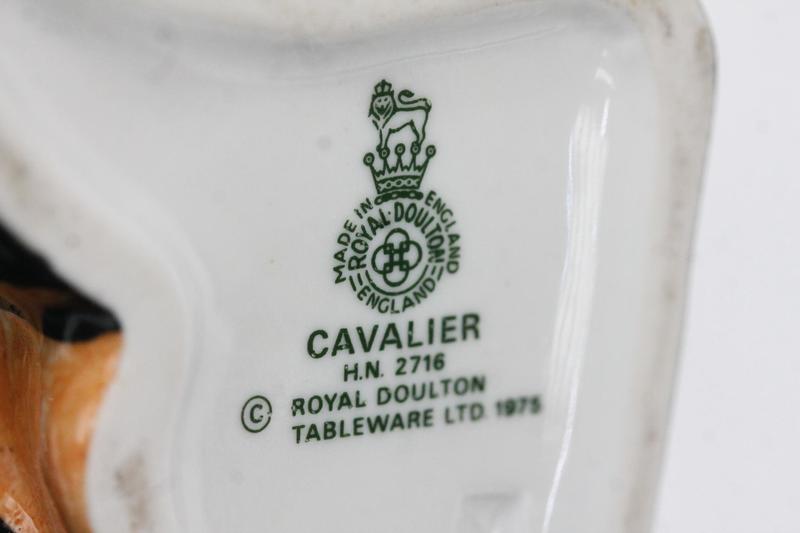 MADE IN ENGLAND
ROYAL·DOULTON
ENGLAND
CAVALIER
H.N. 2716
© ROYAL DOULTON
TABLEWARE LTD. 1975